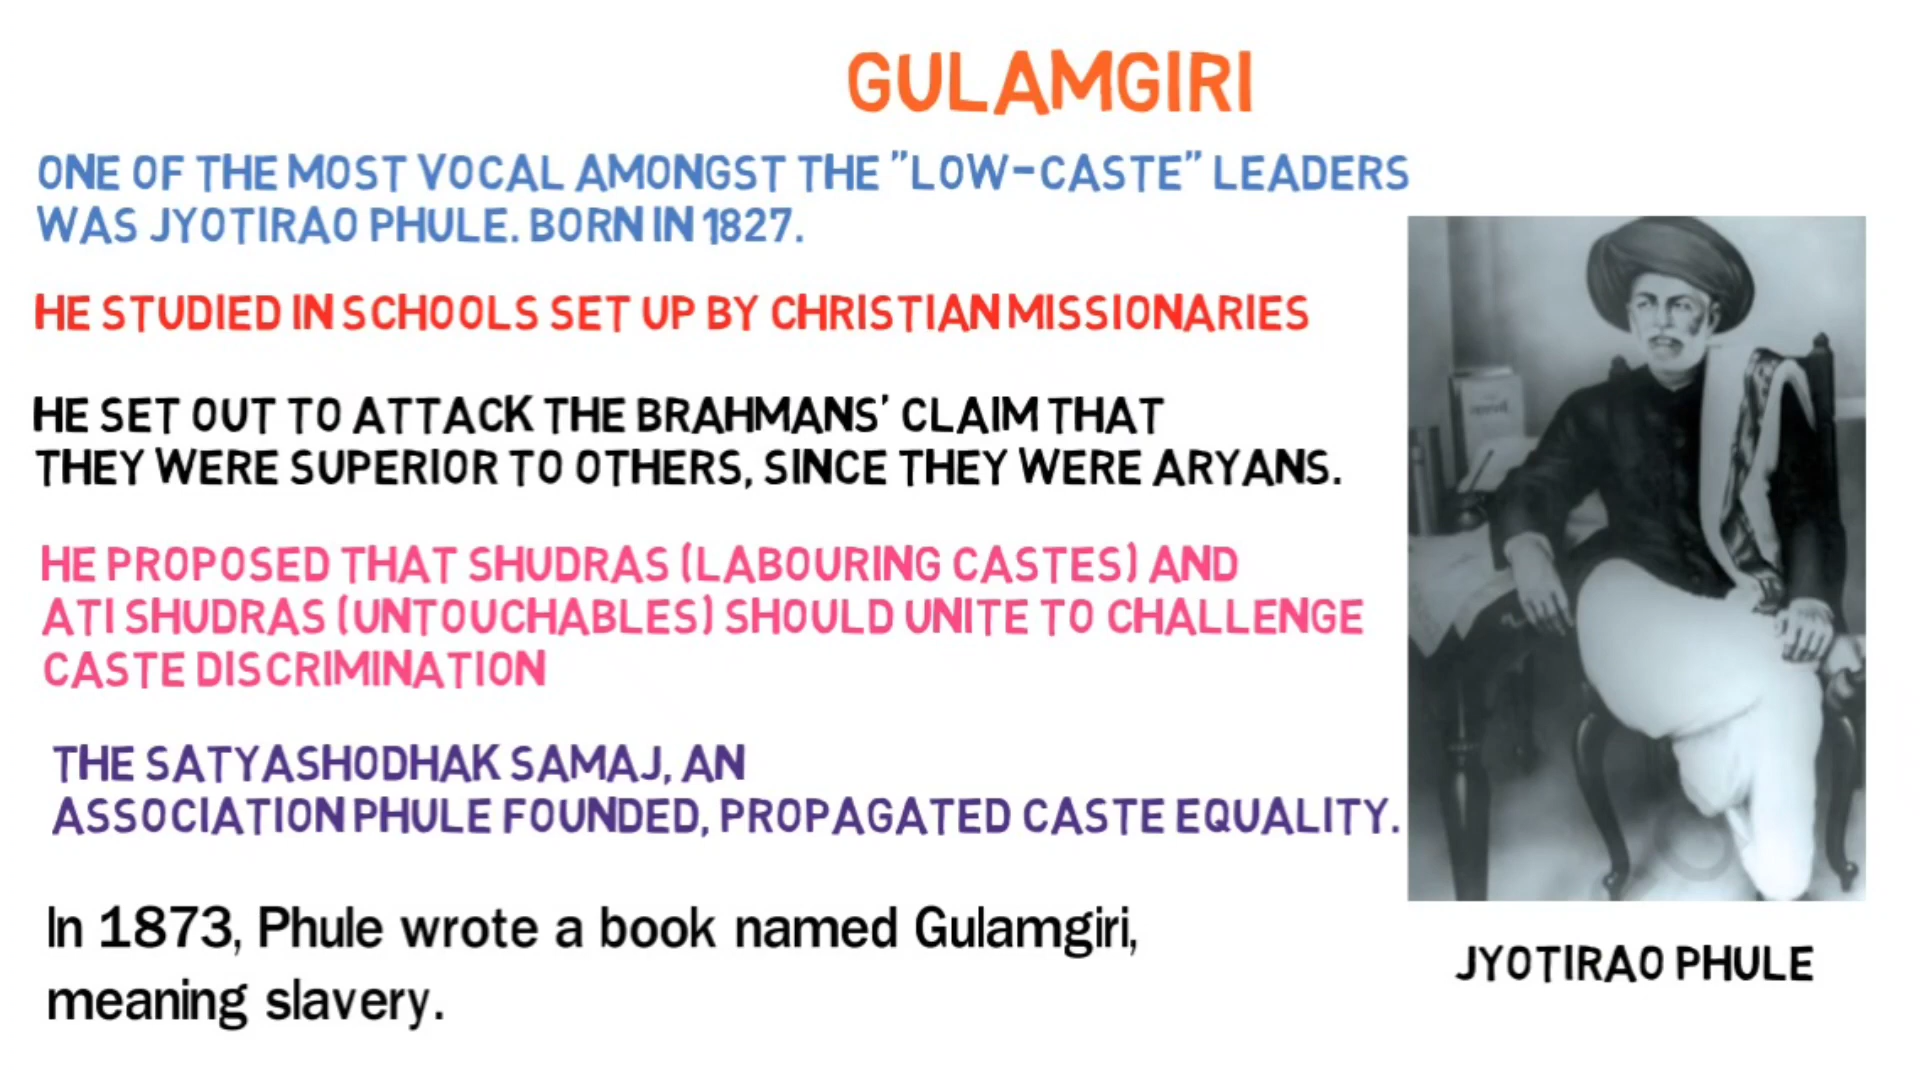 GULAMGIRI
ONE OF THE MOST VOCAL AMONGST THE "LOW-CASTE" LEADERS
WAS JYOTIRAO PHULE. BORN IN 1827.
HE STUDIED IN SCHOOLS SET UP BY CHRISTIAN MISSIONARIES
HE SET OUT TO ATTACK THE BRAHMANS' CLAIM THAT
THEY WERE SUPERIOR TO OTHERS, SINCE THEY WERE ARYANS.
HE PROPOSED THAT SHUDRAS (LABOURING CASTES) AND
ATI SHUDRAS (UNTOUCHABLES) SHOULD UNITE TO CHALLENGE
CASTE DISCRIMINATION
THE SATYASHODHAK SAMAJ, AN
ASSOCIATION PHULE FOUNDED, PROPAGATED CASTE EQUALITY.
In 1873, Phule wrote a book named Gulamgiri,
meaning slavery.
JYOTIRAO PHULE